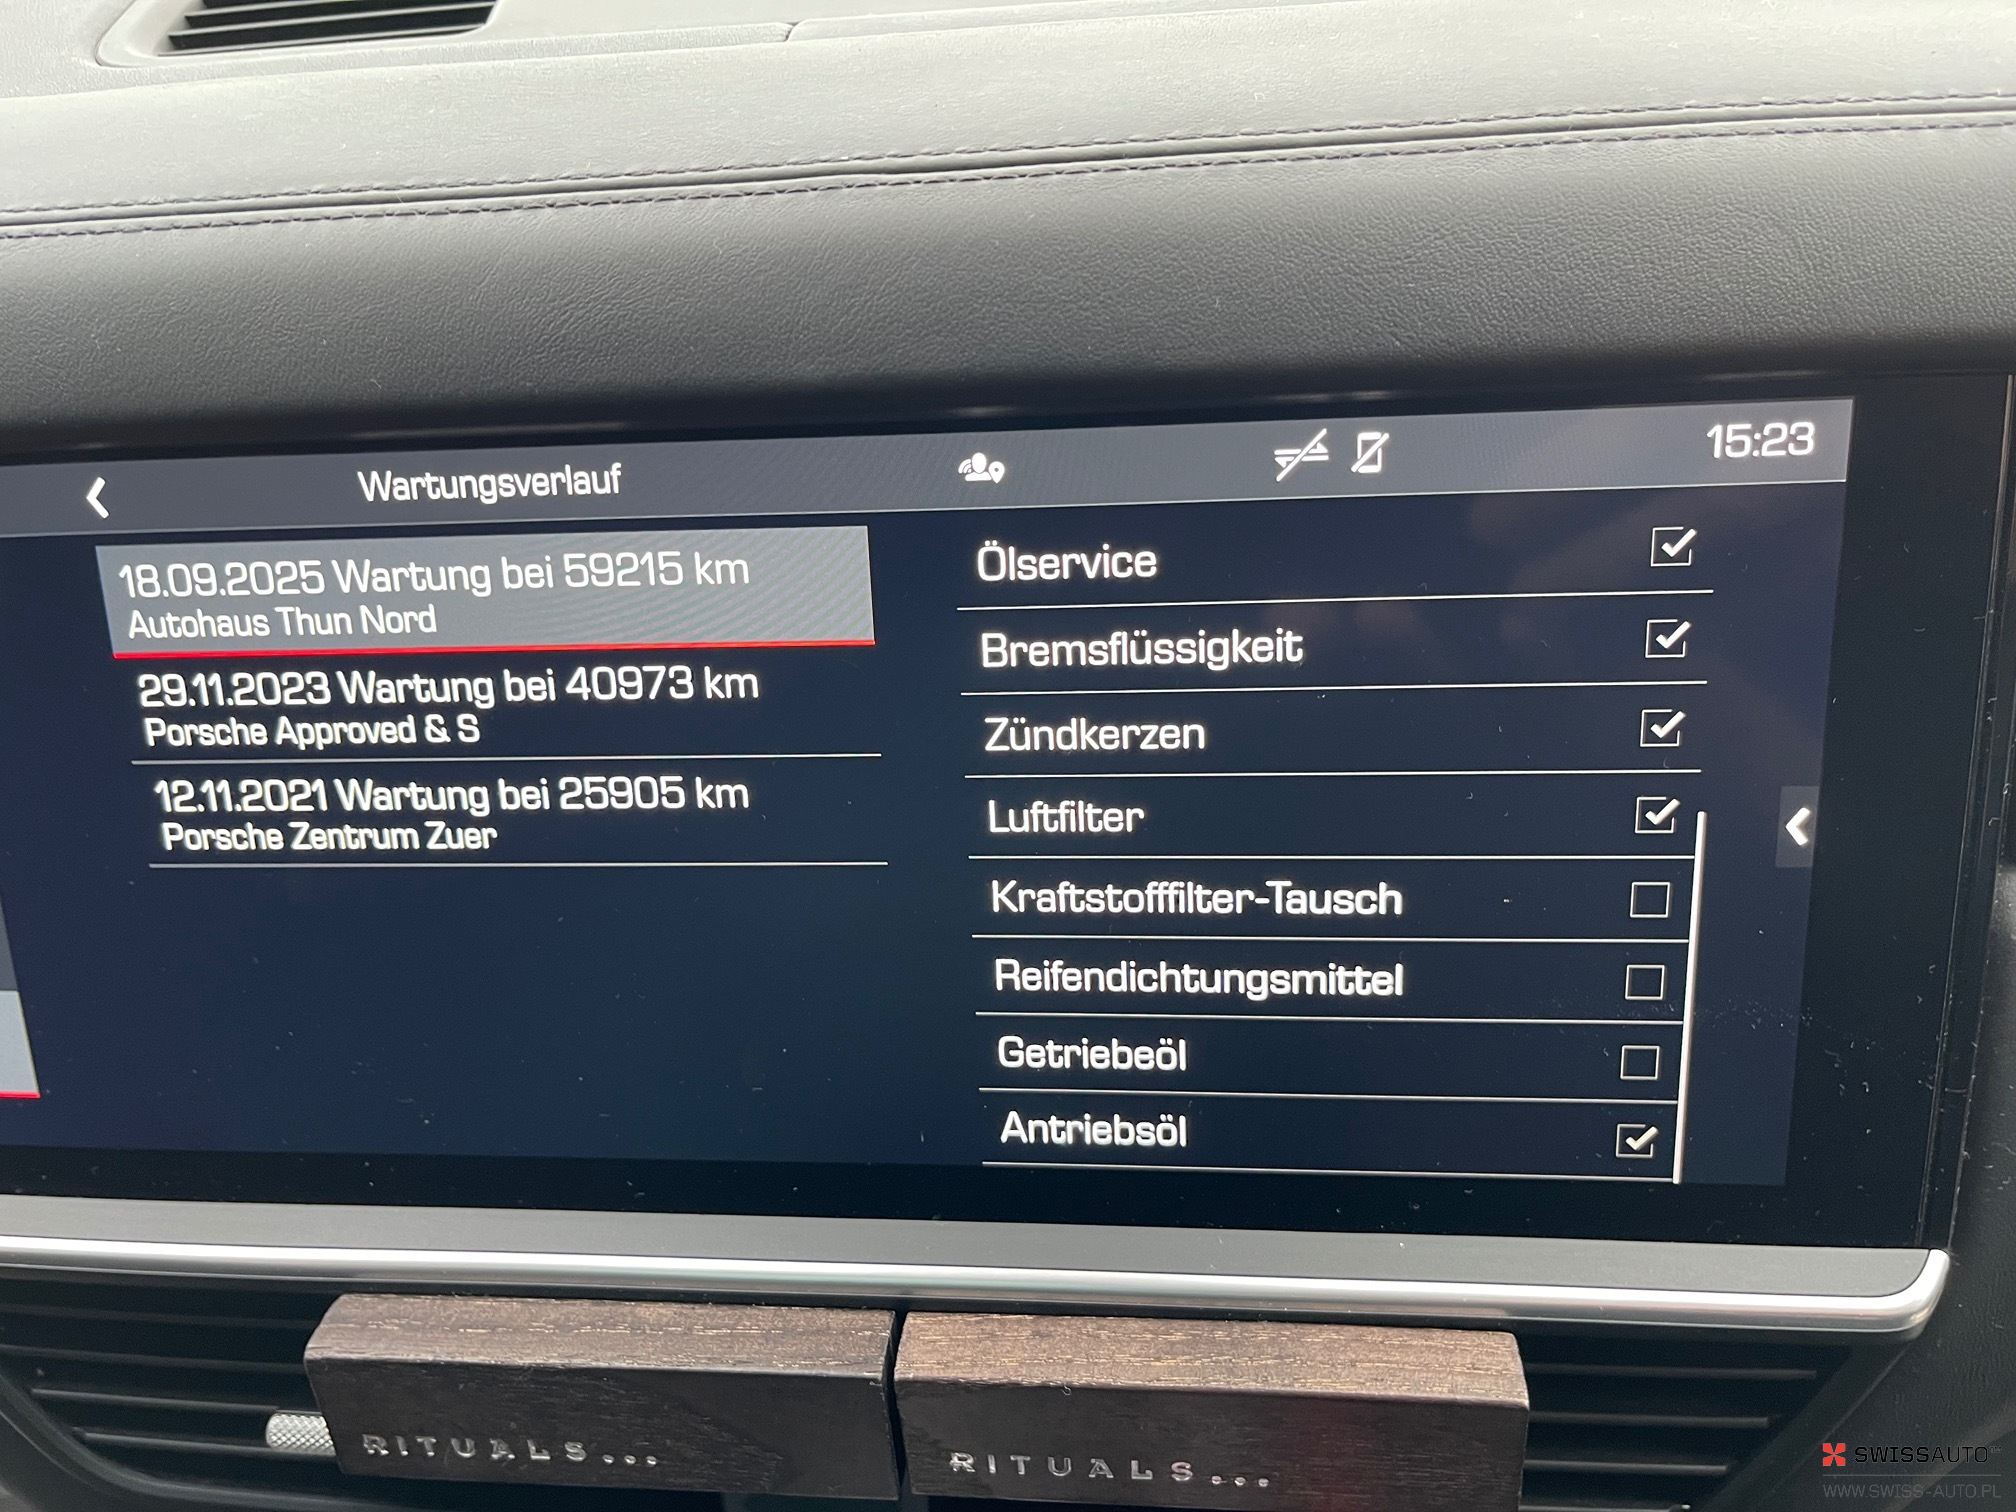 Wartungsverlauf
15:23
18.09.2025 Wartung bei 59215 km
Autohaus Thun Nord
29.11.2023 Wartung bei 40973 km
Porsche Approved & S
12.11.2021 Wartung bei 25905 km
Porsche Zentrum Zuer
Ölservice
Bremsflüssigkeit
Zündkerzen
Luftfilter
Kraftstofffilter-Tausch
Reifendichtungsmittel
Getriebeöl
Antriebsöl
RITUALS...
RITUALS...
SWISSAUTO
WWW.SWISS-AUTO.PL